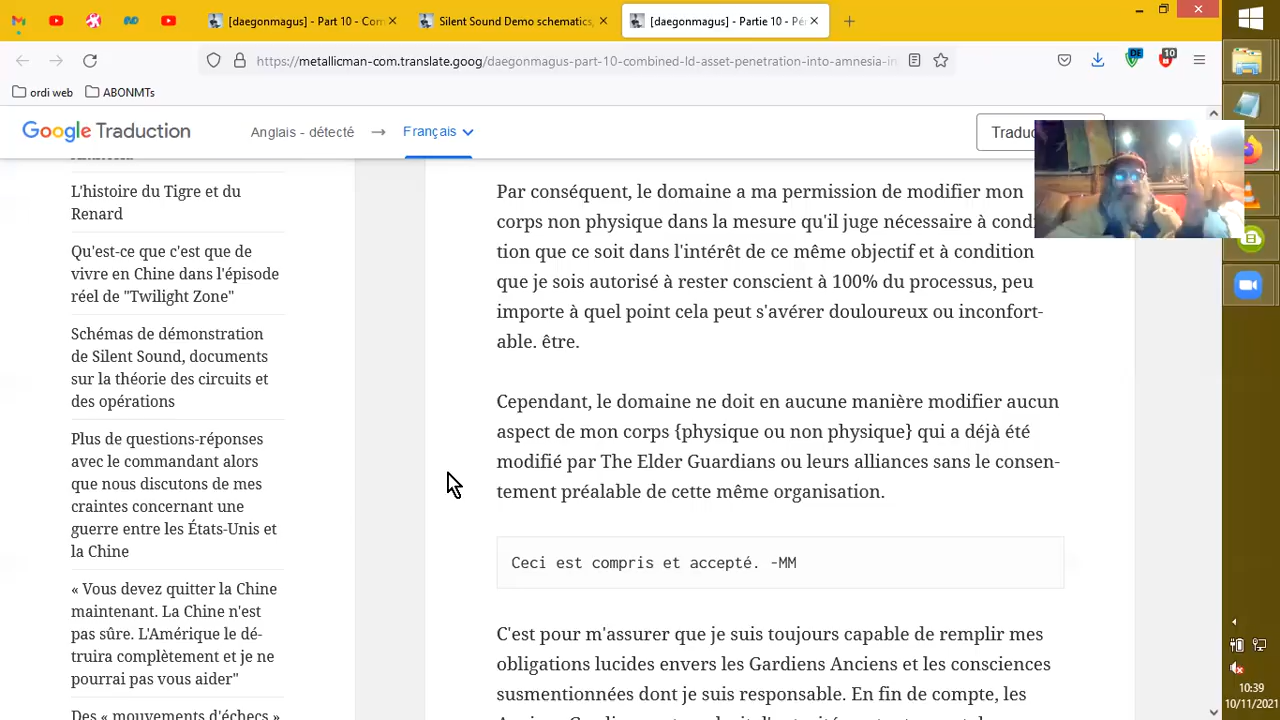 [daegonmagus] - Part 10 - Com
Silent Sound Demo schematics,
[daegonmagus] - Partie 10 - Pé
https://metallicman-com.translate.goog/daegonmagus-part-10-combined-ld-asset-penetration-into-amnesia-in
DE
10
ordi web
ABONMTs
Google Traduction
Anglais - détecté
Français
Traduc
L'histoire du Tigre et du
Renard
Qu'est-ce que c'est que de
vivre en Chine dans l'épisode
réel de "Twilight Zone"
Schémas de démonstration
de Silent Sound, documents
sur la théorie des circuits et
des opérations
Plus de questions-réponses
avec le commandant alors
que nous discutons de mes
craintes concernant une
guerre entre les États-Unis et
la Chine
« Vous devez quitter la Chine
maintenant. La Chine n'est
pas sûre. L'Amérique le dé-
truira complètement et je ne
pourrai pas vous aider"
Des « mouvements d'échecs »
Par conséquent, le domaine a ma permission de modifier mon
corps non physique dans la mesure qu'il juge nécessaire à condi
tion que ce soit dans l'intérêt de ce même objectif et à condition
que je sois autorisé à rester conscient à 100% du processus, peu
importe à quel point cela peut s'avérer douloureux ou inconfort-
able. être.
Cependant, le domaine ne doit en aucune manière modifier aucun
aspect de mon corps {physique ou non physique} qui a déjà été
modifié par The Elder Guardians ou leurs alliances sans le consen-
tement préalable de cette même organisation.
Ceci est compris et accepté. -MM
C'est pour m'assurer que je suis toujours capable de remplir mes
obligations lucides envers les Gardiens Anciens et les consciences
susmentionnées dont je suis responsable. En fin de compte, les
10:39
10/11/2021